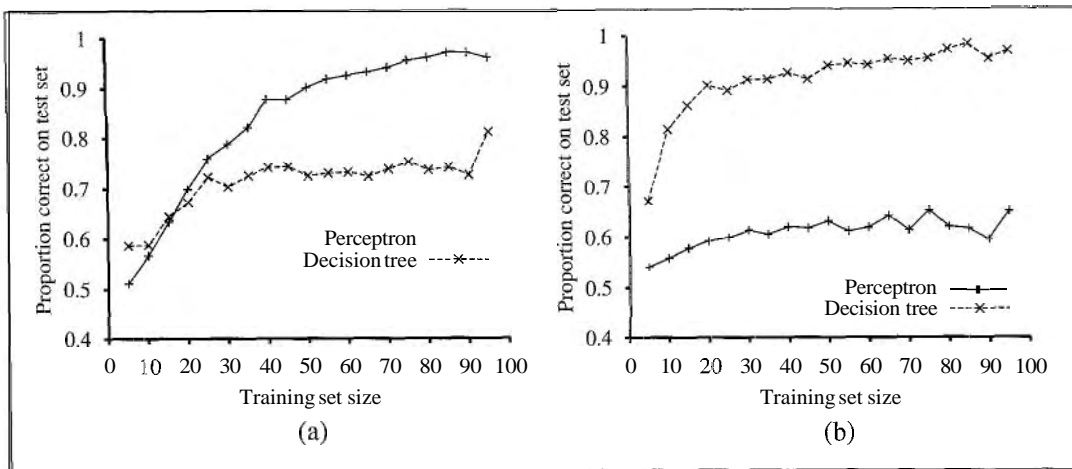 1
0.9
0.8
0.7
0.6
0.5
0.4
Proportion correct on test set
Perceptron
Decision tree
0 10 20 30 40 50 60 70 80 90 100
Training set size
(a)
1
0.9
0.8
0.7
0.6
0.5
0.4
Proportion correct on test set
Perceptron
Decision tree
0 10 20 30 40 50 60 70 80 90 100
Training set size
(b)